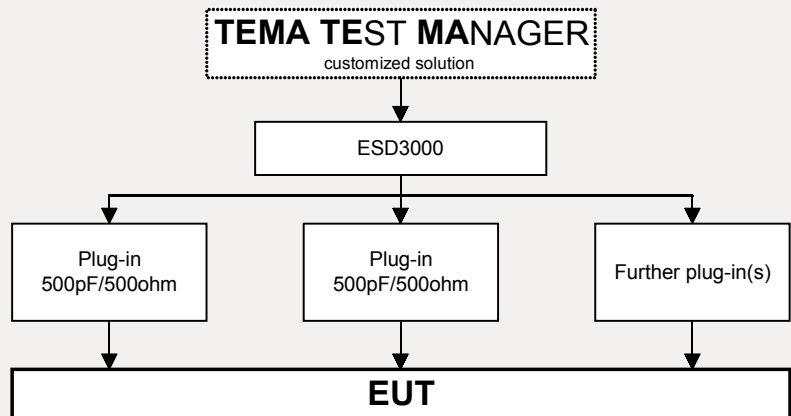 TEMA TEST MANAGER
customized solution
ESD3000
Plug-in
500pF/500ohm
Plug-in
500pF/500ohm
Further plug-in(s)
EUT